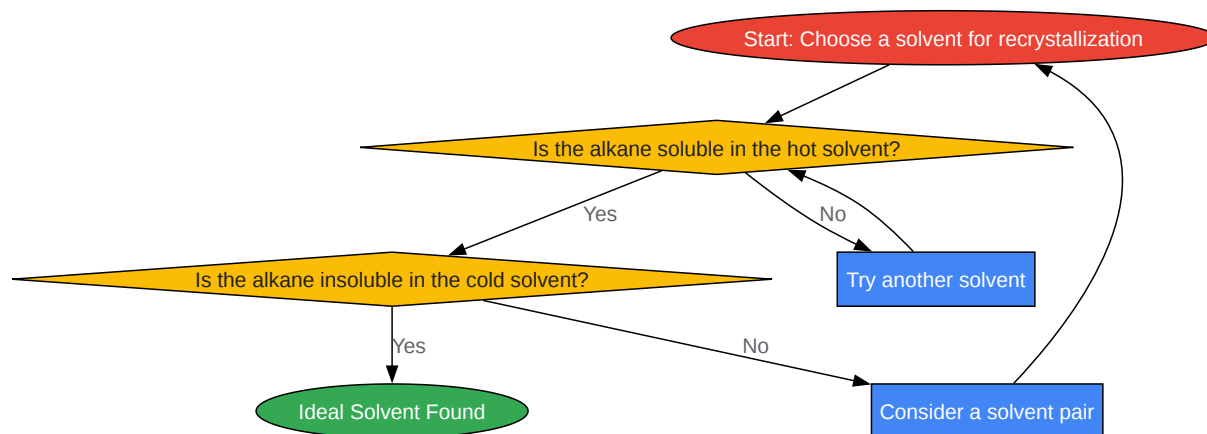 Start: Choose a solvent for recrystallization
Is the alkane soluble in the hot solvent?
Yes
No
Is the alkane insoluble in the cold solvent?
Try another solvent
Yes
No
Ideal Solvent Found
Consider a solvent pair